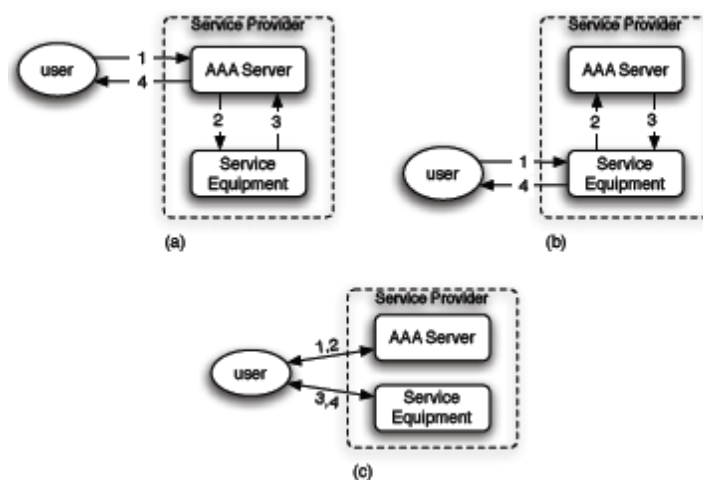 Service Provider
user
1
4
AAA Server
2
3
Service
Equipment
(a)
Service Provider
AAA Server
2
3
user
1
4
Service
Equipment
(b)
Service Provider
AAA Server
user
1,2
3,4
Service
Equipment
(c)